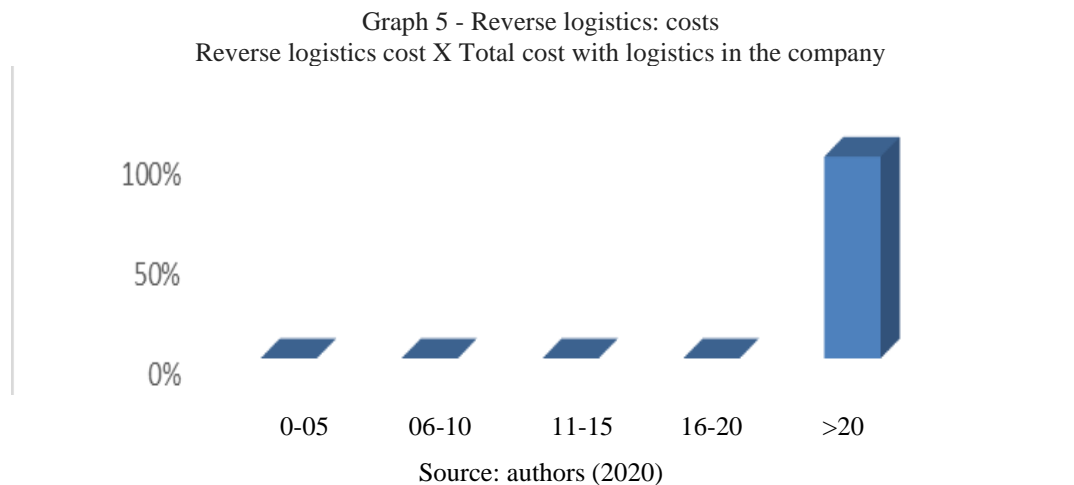 Graph 5 - Reverse logistics: costs
Reverse logistics cost X Total cost with logistics in the company
100%
50%
0%
0-05 06-10 11-15 16-20 >20
Source: authors (2020)